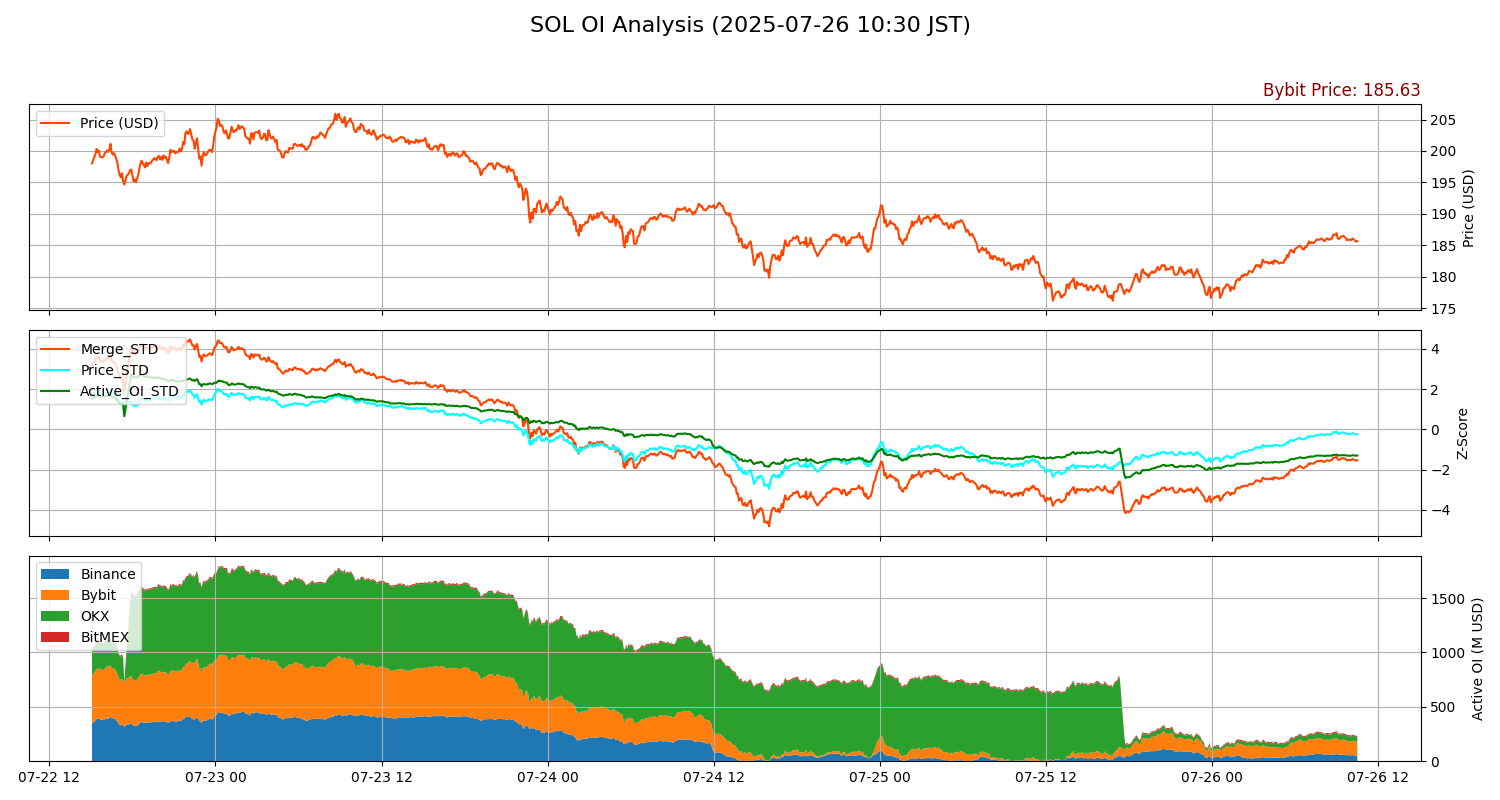 SOL OI Analysis (2025-07-26 10:30 JST)
Bybit Price: 185.63
Price (USD)
205
200
195
190
185
180
175
Price (USD)
Merge_STD
Price_STD
Active_OI_STD
4
2
0
−2
−4
Z-Score
Binance
Bybit
OKX
BitMEX
1500
1000
500
0
Active OI (M USD)
07-22 12
07-23 00
07-23 12
07-24 00
07-24 12
07-25 00
07-25 12
07-26 00
07-26 12